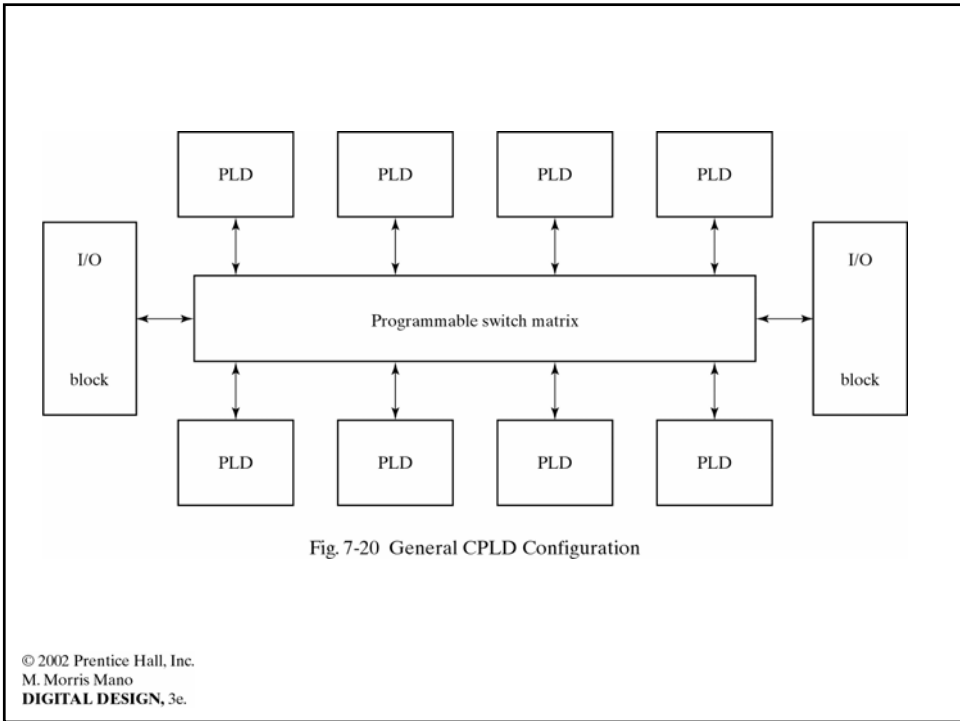 PLD PLD PLD PLD
I/O I/O
Programmable switch matrix
block block
PLD PLD PLD PLD
Fig. 7-20 General CPLD Configuration
© 2002 Prentice Hall, Inc.
M. Morris Mano
DIGITAL DESIGN, 3e.